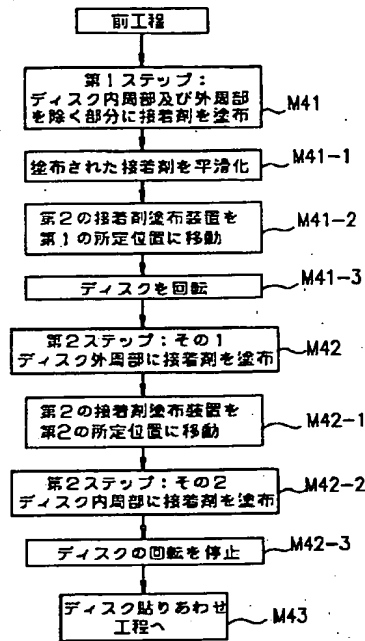 前工程
第1ステップ:
ディスク内周部及び外周部
を除く部分に接着剤を塗布
M41
塗布された接着剤を平滑化
M41-1
第2の接着剤塗布装置を
第1の所定位置に移動
M41-2
ディスクを回転
M41-3
第2ステップ:その1
ディスク外周部に接着剤を塗布
M42
第2の接着剤塗布装置を
第2の所定位置に移動
M42-1
第2ステップ:その2
ディスク内周部に接着剤を塗布
M42-2
ディスクの回転を停止
M42-3
ディスク貼りあわせ
工程へ
M43